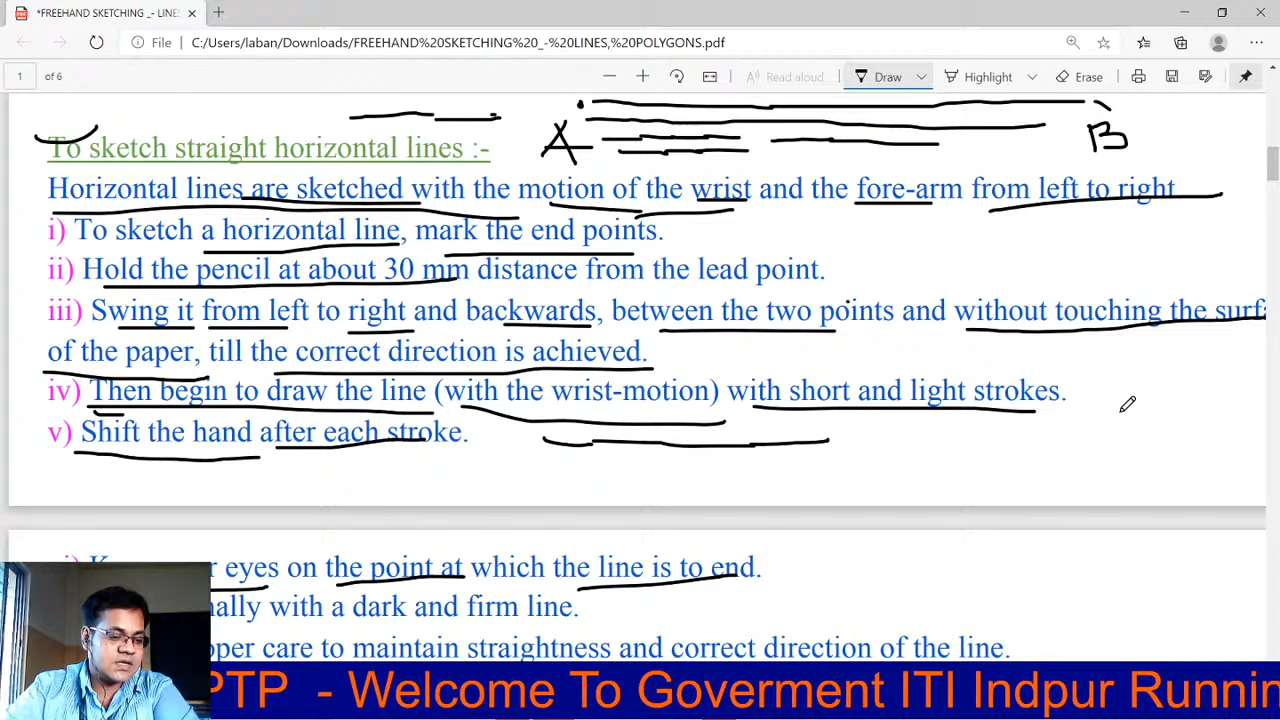 *FREEHAND SKETCHING _- LINES
File C:/Users/laban/Downloads/FREEHAND%20SKETCHING%20_-%20LINES,%20POLYGONS.pdf
1 of 6 Read aloud Draw Highlight Erase
A B
To sketch straight horizontal lines :-
Horizontal lines are sketched with the motion of the wrist and the fore-arm from left to right
i) To sketch a horizontal line, mark the end points.
ii) Hold the pencil at about 30 mm distance from the lead point.
iii) Swing it from left to right and backwards, between the two points and without touching the surfa
of the paper, till the correct direction is achieved.
iv) Then begin to draw the line (with the wrist-motion) with short and light strokes.
v) Shift the hand after each stroke.
eyes on the point at which the line is to end.
with a dark and firm line.
care to maintain straightness and correct direction of the line.
PTP - Welcome To Goverment ITI Indpur Runnin